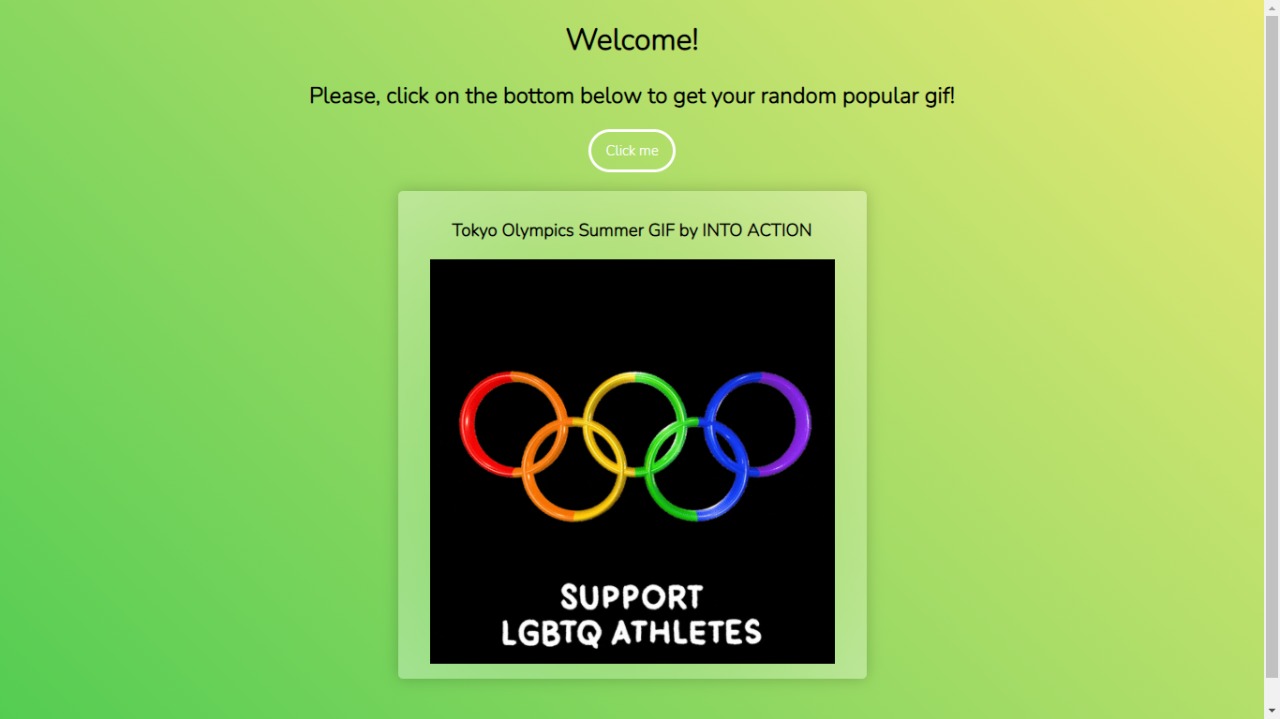 Welcome!
Please, click on the bottom below to get your random popular gif!
Click me
Tokyo Olympics Summer GIF by INTO ACTION
SUPPORT
LGBTQ ATHLETES